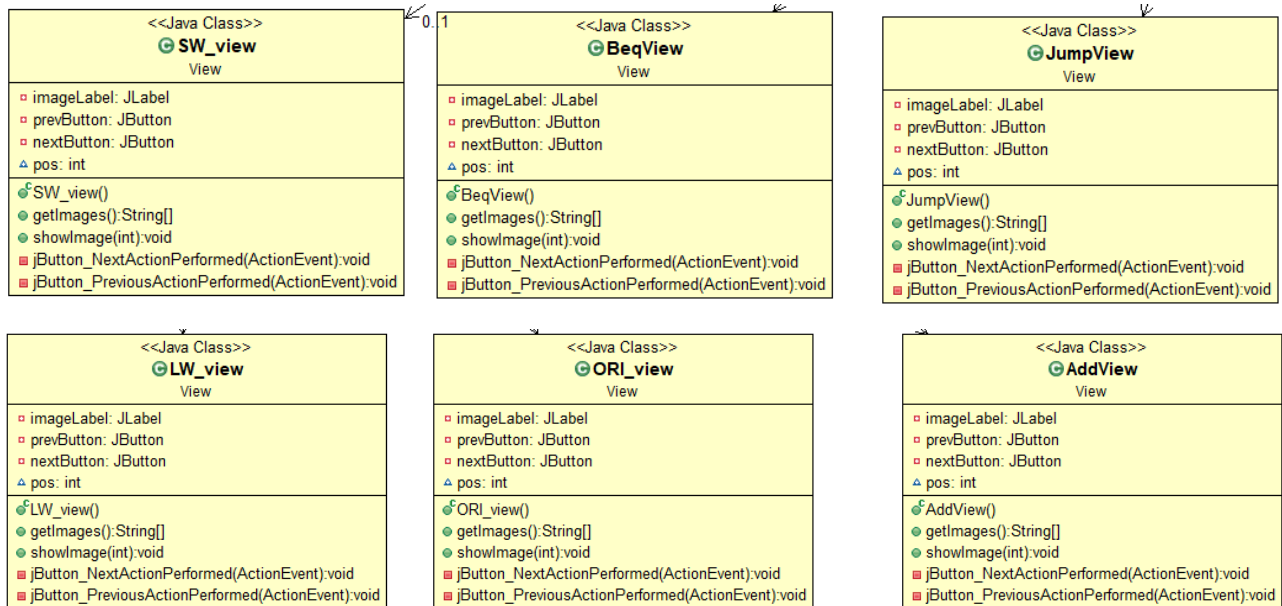 <<Java Class>>
SW_view
View
imageLabel: JLabel
prevButton: JButton
nextButton: JButton
pos: int
SW_view()
getImages():String[]
showImage(int):void
jButton_NextActionPerformed(ActionEvent):void
jButton_PreviousActionPerformed(ActionEvent):void
0..1
<<Java Class>>
BeqView
View
imageLabel: JLabel
prevButton: JButton
nextButton: JButton
pos: int
BeqView()
getImages():String[]
showImage(int):void
jButton_NextActionPerformed(ActionEvent):void
jButton_PreviousActionPerformed(ActionEvent):void
<<Java Class>>
JumpView
View
imageLabel: JLabel
prevButton: JButton
nextButton: JButton
pos: int
JumpView()
getImages():String[]
showImage(int):void
jButton_NextActionPerformed(ActionEvent):void
jButton_PreviousActionPerformed(ActionEvent):void
<<Java Class>>
LW_view
View
imageLabel: JLabel
prevButton: JButton
nextButton: JButton
pos: int
LW_view()
getImages():String[]
showImage(int):void
jButton_NextActionPerformed(ActionEvent):void
jButton_PreviousActionPerformed(ActionEvent):void
<<Java Class>>
ORI_view
View
imageLabel: JLabel
prevButton: JButton
nextButton: JButton
pos: int
ORI_view()
getImages():String[]
showImage(int):void
jButton_NextActionPerformed(ActionEvent):void
jButton_PreviousActionPerformed(ActionEvent):void
<<Java Class>>
AddView
View
imageLabel: JLabel
prevButton: JButton
nextButton: JButton
pos: int
AddView()
getImages():String[]
showImage(int):void
jButton_NextActionPerformed(ActionEvent):void
jButton_PreviousActionPerformed(ActionEvent):void